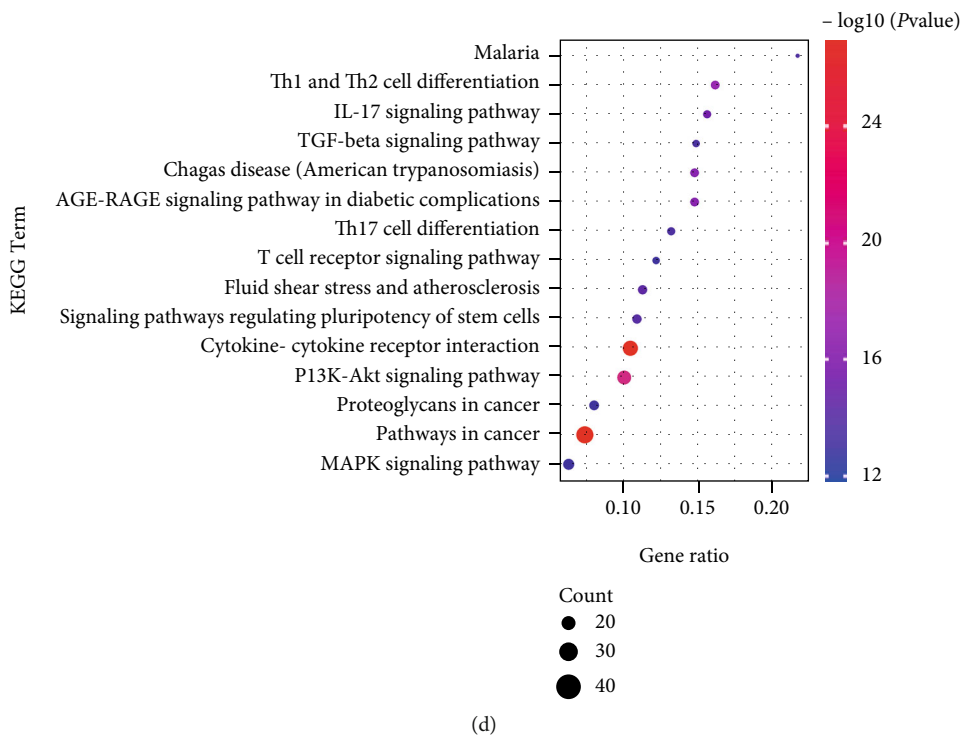 – log10 (Pvalue)
Malaria
Th1 and Th2 cell differentiation
IL-17 signaling pathway
TGF-beta signaling pathway
Chagas disease (American trypanosomiasis)
AGE-RAGE signaling pathway in diabetic complications
Th17 cell differentiation
T cell receptor signaling pathway
Fluid shear stress and atherosclerosis
Signaling pathways regulating pluripotency of stem cells
Cytokine- cytokine receptor interaction
P13K-Akt signaling pathway
Proteoglycans in cancer
Pathways in cancer
MAPK signaling pathway
KEGG Term
24
20
16
12
0.10 0.15 0.20
Gene ratio
Count
20
30
40
(d)